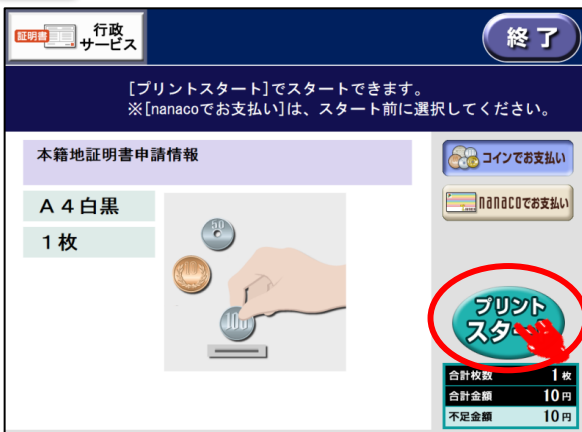 証明書
行政
サービス
終了
[プリントスタート]でスタートできます。
※[nanacoでお支払い]は、スタート前に選択してください。
本籍地証明書申請情報
A4白黒
1枚
50
100
コインでお支払い
nanacoでお支払い
プリント
スター
合計枚数 1枚
合計金額 10円
不足金額 10円